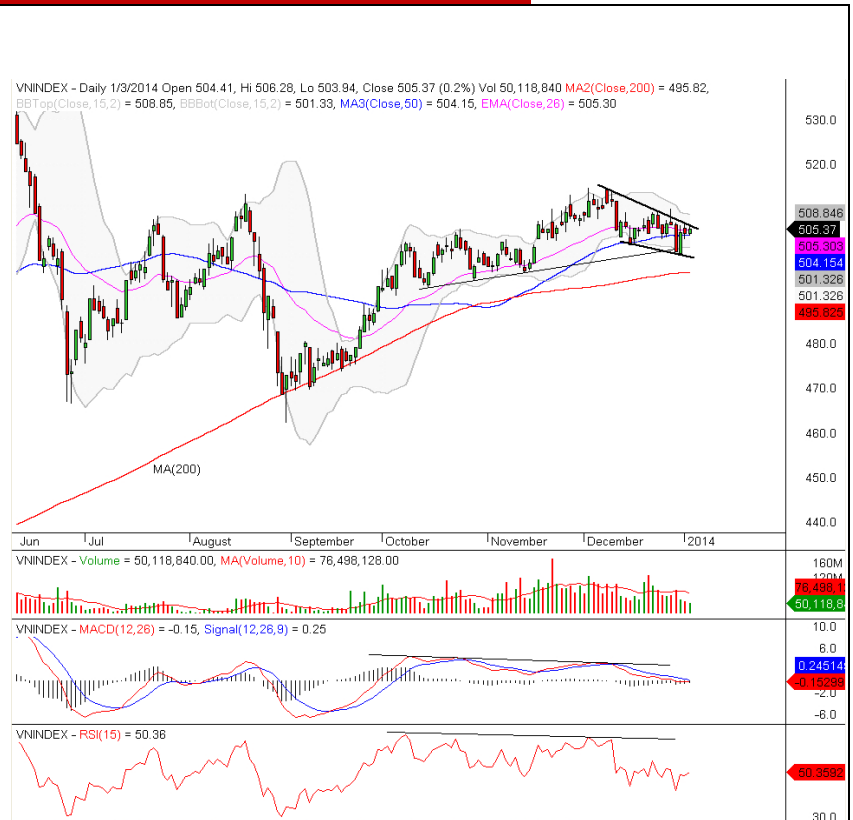 VNINDEX - Daily 1/3/2014 Open 504.41, Hi 506.28, Lo 503.94, Close 505.37 (0.2%) Vol 50,118,840 MA2(Close,200) = 495.82,
BBTop(Close,15,2) = 508.85, BBBot(Close,15,2) = 501.33, MA3(Close,50) = 504.15, EMA(Close,26) = 505.30
530.0
520.0
508.846
505.37
505.303
504.154
501.326
501.326
495.825
480.0
470.0
460.0
MA(200)
450.0
440.0
Jun Jul August September October November December 2014
VNINDEX - Volume = 50,118,840.00, MA(Volume,10) = 76,498,128.00
160M
120M
76,498,1
50,118,8
VNINDEX - MACD(12,26) = -0.15, Signal(12,26,9) = 0.25
10.0
6.0
0.24514
-0.15299
-2.0
-6.0
VNINDEX - RSI(15) = 50.36
50.3592
30.0